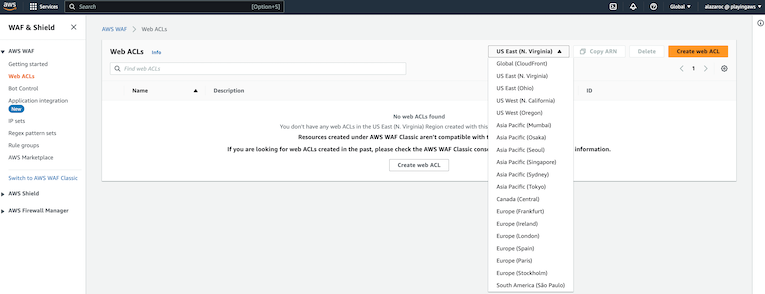 aws
Services
Search
[Option+S]
Global
alazaroc @ playingaws
WAF & Shield
AWS WAF
Getting started
Web ACLs
Bot Control
Application integration
New
IP sets
Regex pattern sets
Rule groups
AWS Marketplace
Switch to AWS WAF Classic
AWS Shield
AWS Firewall Manager
AWS WAF > Web ACLs
Web ACLs Info
US East (N. Virginia)
Copy ARN
Delete
Create web ACL
Find web ACLs
1
Name
Description
ID
No web ACLs found
You don't have any web ACLs in the US East (N. Virginia) Region created with this
Resources created under AWS WAF Classic aren't compatible with
If you are looking for web ACLs created in the past, please check the AWS WAF Classic conso
information.
Create web ACL
Global (CloudFront)
US East (N. Virginia)
US East (Ohio)
US West (N. California)
US West (Oregon)
Asia Pacific (Mumbai)
Asia Pacific (Osaka)
Asia Pacific (Seoul)
Asia Pacific (Singapore)
Asia Pacific (Sydney)
Asia Pacific (Tokyo)
Canada (Central)
Europe (Frankfurt)
Europe (Ireland)
Europe (London)
Europe (Spain)
Europe (Paris)
Europe (Stockholm)
South America (São Paulo)